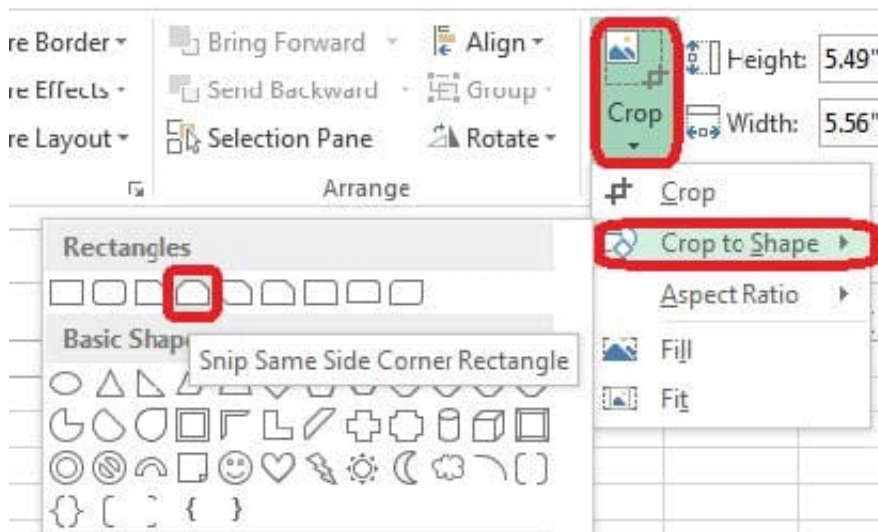 re Border Bring Forward Align Height: 5.49"
re Effects Send Backward Group Crop Width: 5.56"
re Layout Selection Pane Rotate
Arrange
Crop
Crop to Shape
Aspect Ratio
Fill
Fit
Rectangles
Basic Shap
Snip Same Side Corner Rectangle